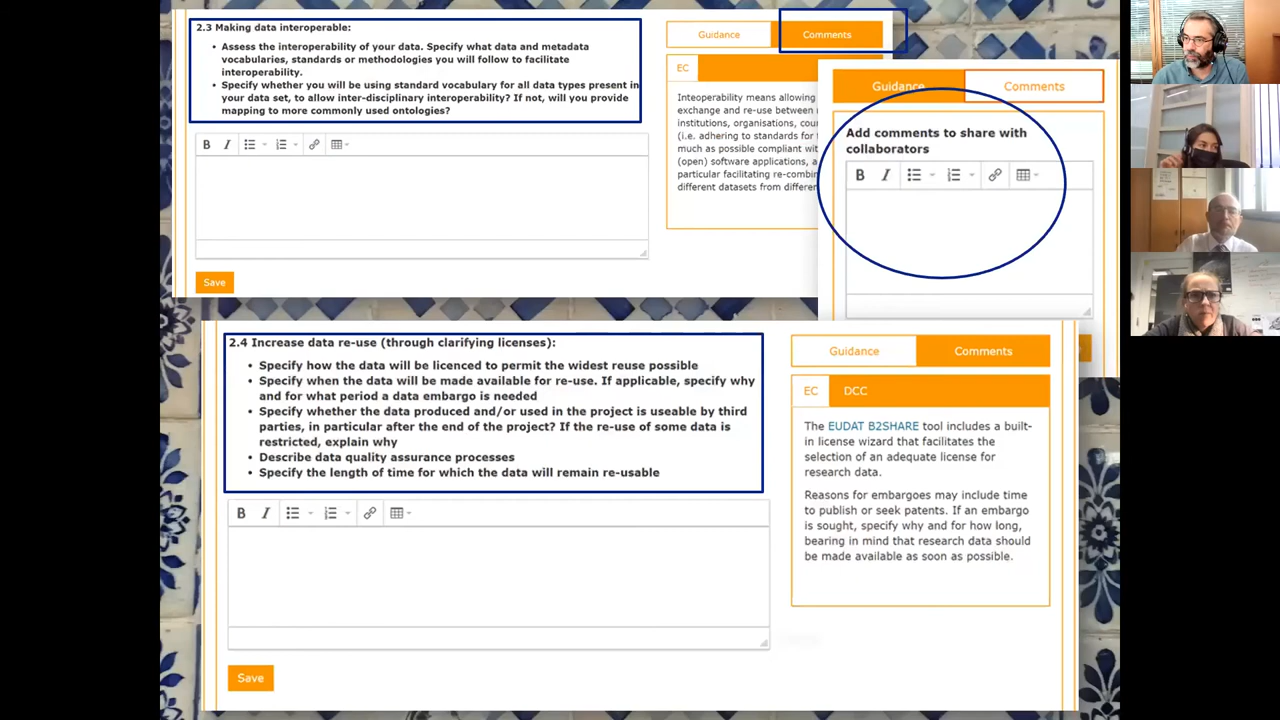 2.3 Making data interoperable:
• Assess the interoperability of your data. Specify what data and metadata
vocabularies, standards or methodologies you will follow to facilitate
interoperability.
• Specify whether you will be using standard vocabulary for all data types present in
your data set, to allow inter-disciplinary interoperability? If not, will you provide
mapping to more commonly used ontologies?
B I
Save
Guidance Comments
EC
Inteoperability means allowing
exchange and re-use between
institutions, organisations,
(i.e. adhering to standards for
much as possible compliant
(open) software applications,
particular facilitating
different datasets from
Guidance Comments
Add comments to share with
collaborators
B I
2.4 Increase data re-use (through clarifying licenses):
• Specify how the data will be licenced to permit the widest reuse possible
• Specify when the data will be made available for re-use. If applicable, specify why
and for what period a data embargo is needed
• Specify whether the data produced and/or used in the project is useable by third
parties, in particular after the end of the project? If the re-use of some data is
restricted, explain why
• Describe data quality assurance processes
• Specify the length of time for which the data will remain re-usable
B I
Save
Guidance Comments
EC DCC
The EUDAT B2SHARE tool includes a built-
in license wizard that facilitates the
selection of an adequate license for
research data.
Reasons for embargoes may include time
to publish or seek patents. If an embargo
is sought, specify why and for how long,
bearing in mind that research data should
be made available as soon as possible.